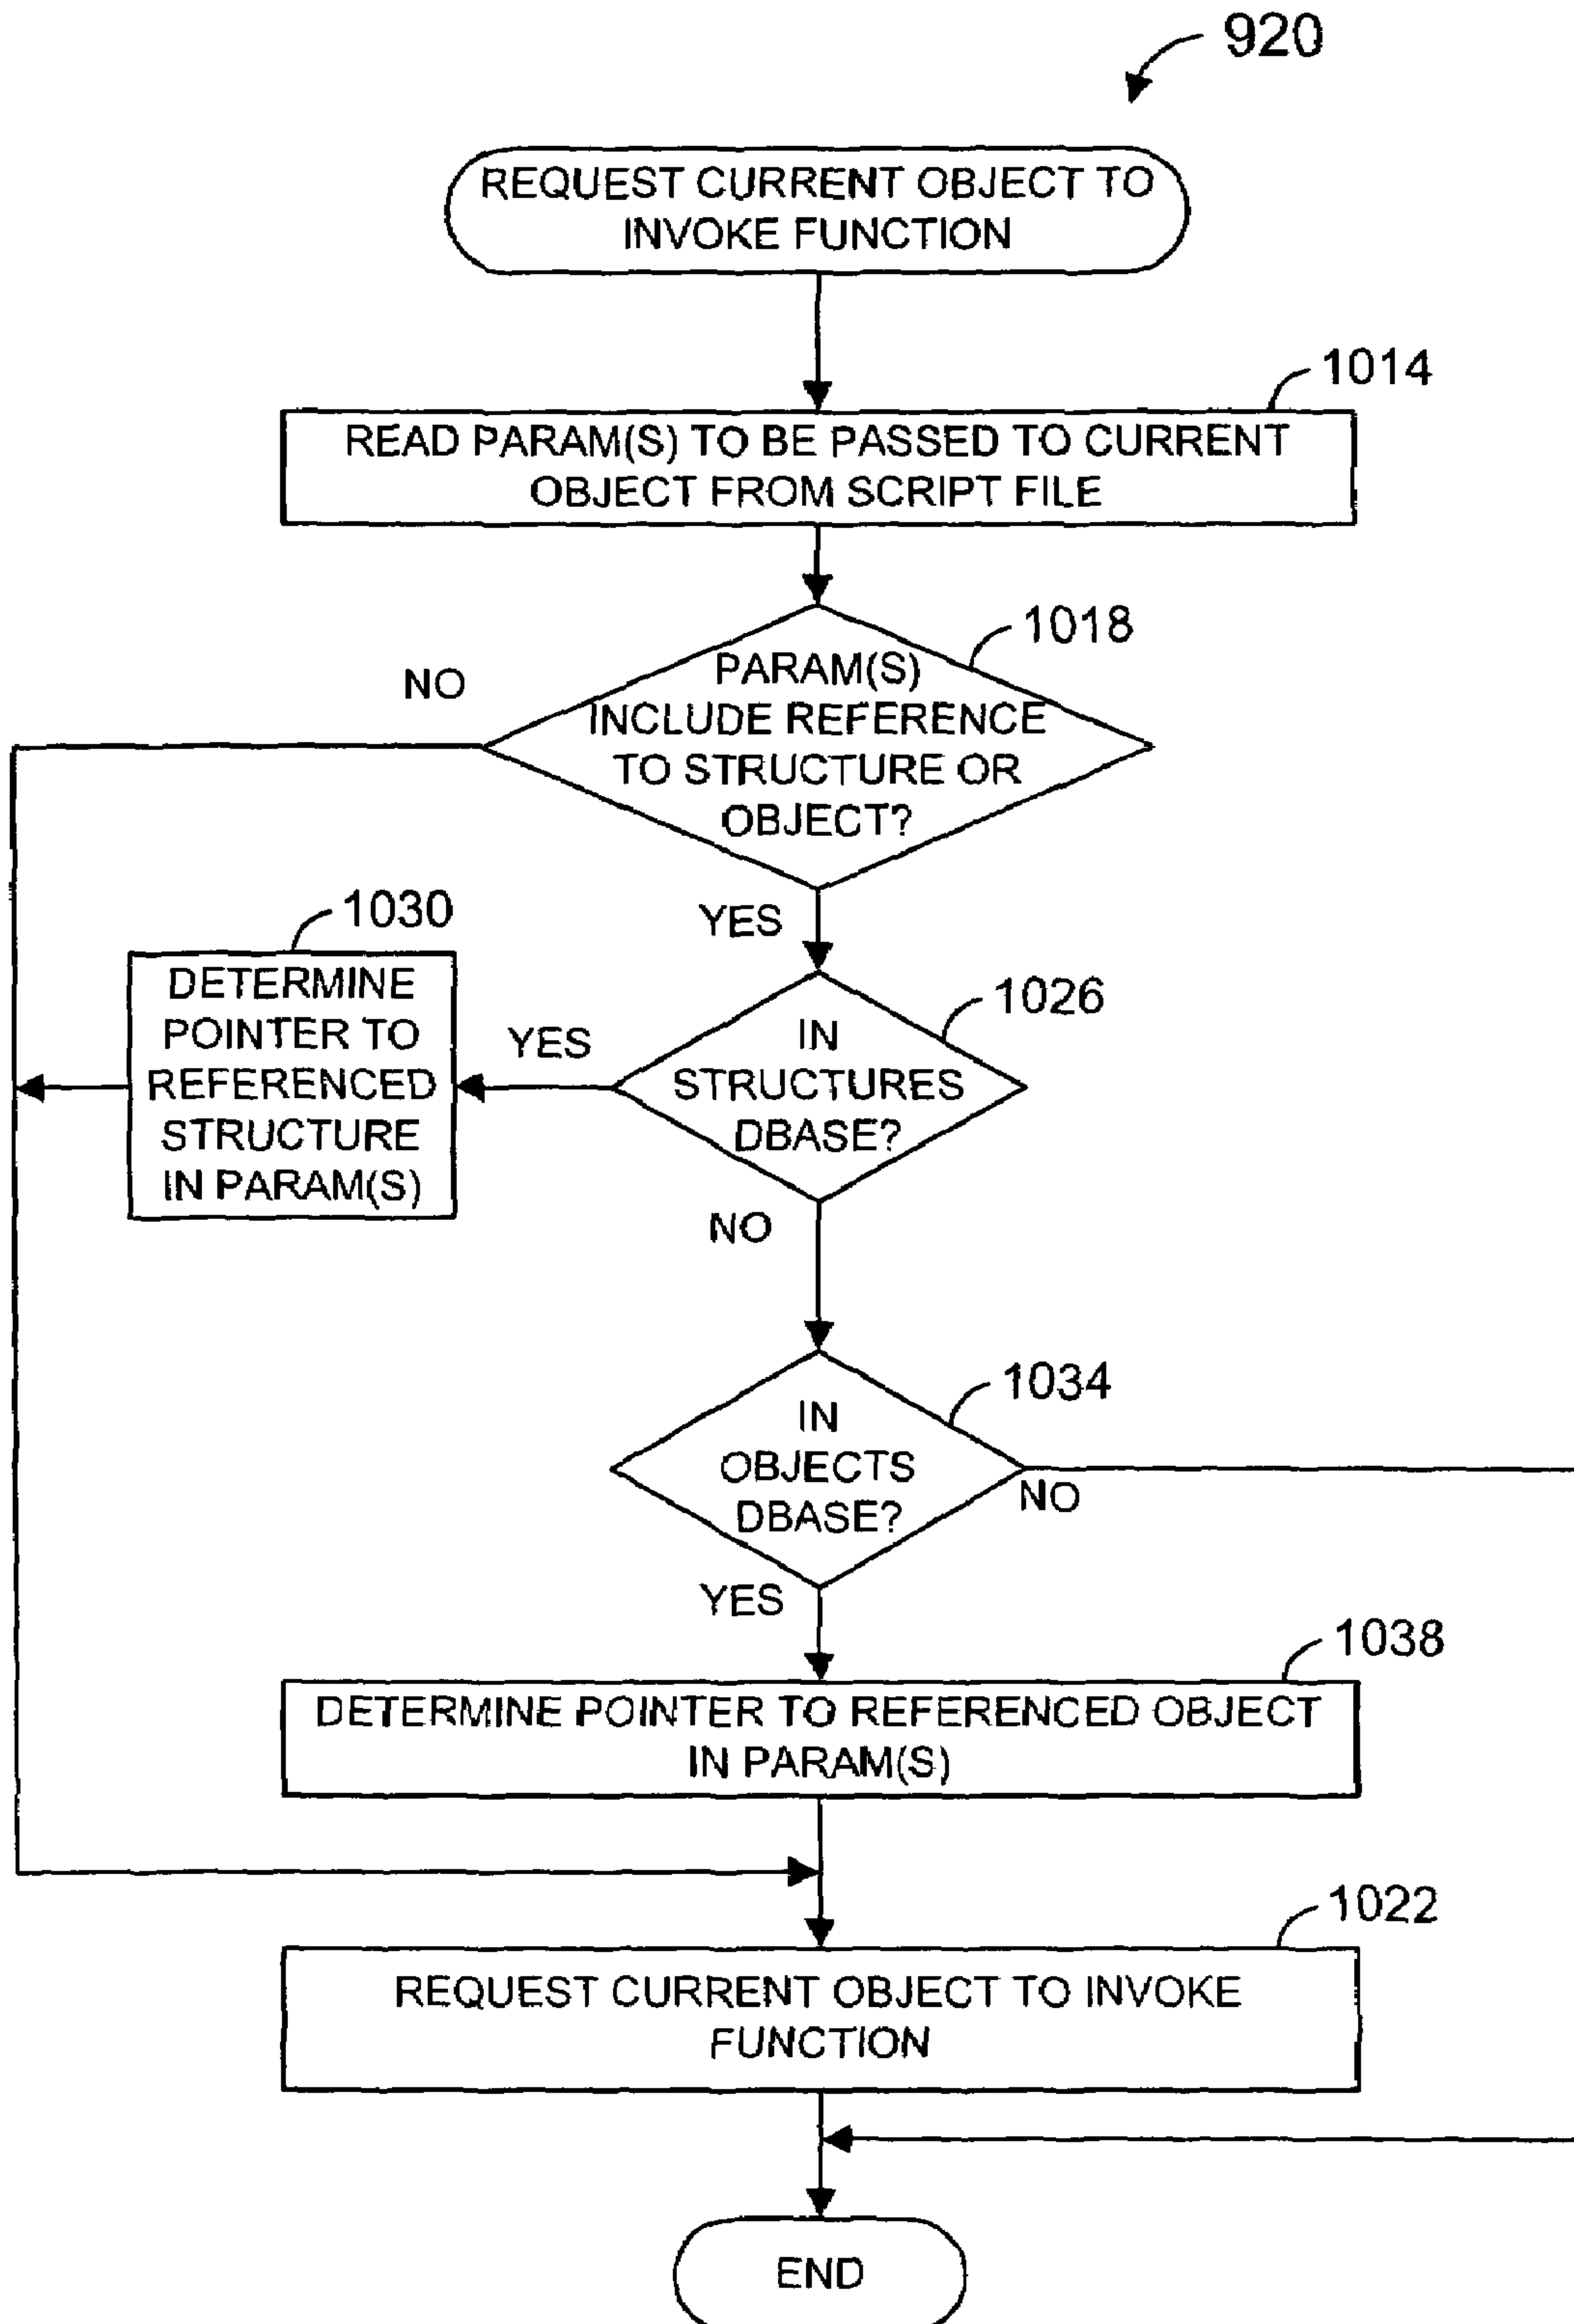 920
REQUEST CURRENT OBJECT TO
INVOKE FUNCTION
1014
READ PARAM(S) TO BE PASSED TO CURRENT
OBJECT FROM SCRIPT FILE
1018
NO
PARAM(S)
INCLUDE REFERENCE
TO STRUCTURE OR
OBJECT?
YES
1030
DETERMINE
POINTER TO
REFERENCED
STRUCTURE
IN PARAM(S)
YES
1026
IN
STRUCTURES
DBASE?
NO
1034
IN
OBJECTS
DBASE?
NO
YES
1038
DETERMINE POINTER TO REFERENCED OBJECT
IN PARAM(S)
1022
REQUEST CURRENT OBJECT TO INVOKE
FUNCTION
END